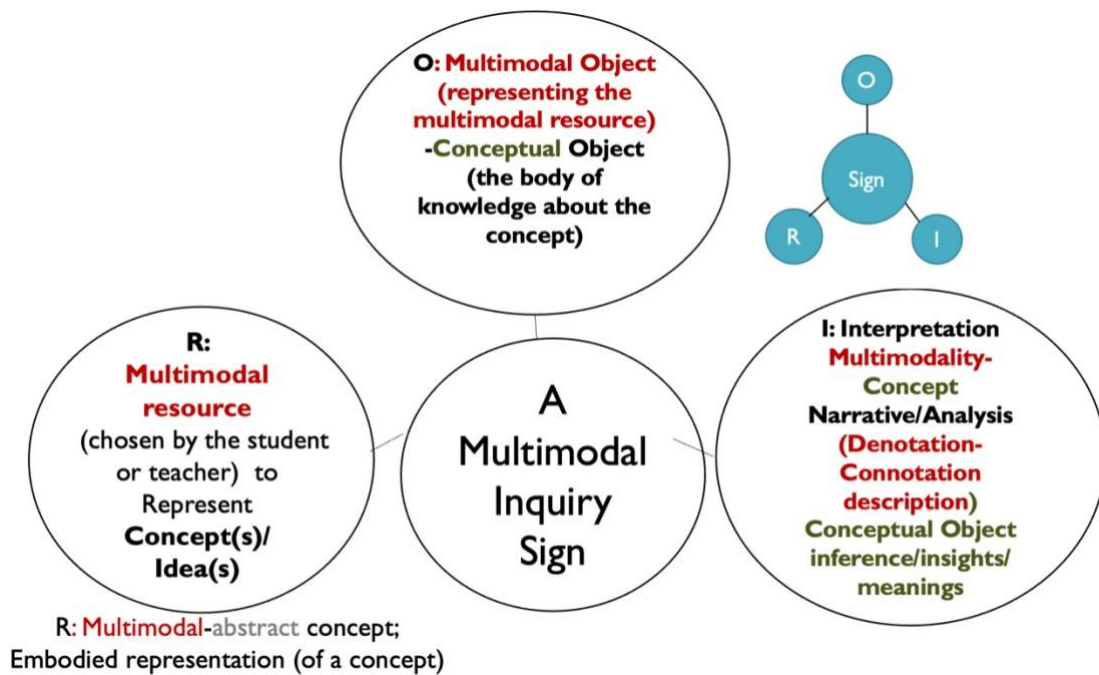 O: Multimodal Object
(representing the
multimodal resource)
-Conceptual Object
(the body of
knowledge about the
concept)
O
Sign
R
I
R:
Multimodal
resource
(chosen by the student
or teacher) to
Represent
Concept(s)/
Idea(s)
A
Multimodal
Inquiry
Sign
I: Interpretation
Multimodality-
Concept
Narrative/Analysis
(Denotation-
Connotation
description)
Conceptual Object
inference/insights/
meanings
R: Multimodal-abstract concept;
Embodied representation (of a concept)